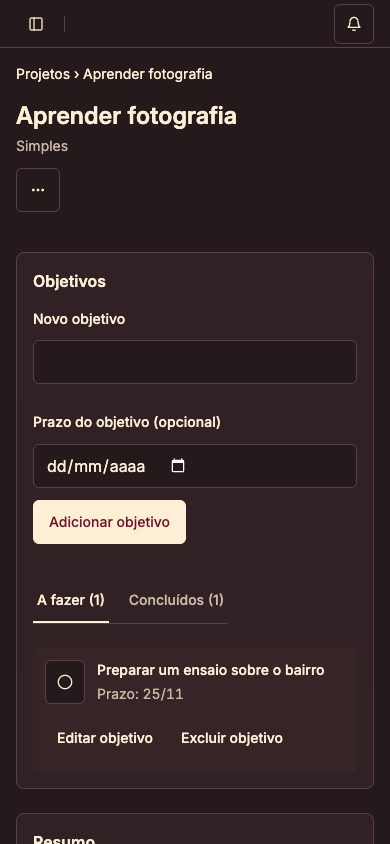 Projetos › Aprender fotografia
Aprender fotografia
Simples
...
Objetivos
Novo objetivo
Prazo do objetivo (opcional)
dd/mm/aaaa
Adicionar objetivo
A fazer (1) Concluídos (1)
Preparar um ensaio sobre o bairro
Prazo: 25/11
Editar objetivo Excluir objetivo
Resumo